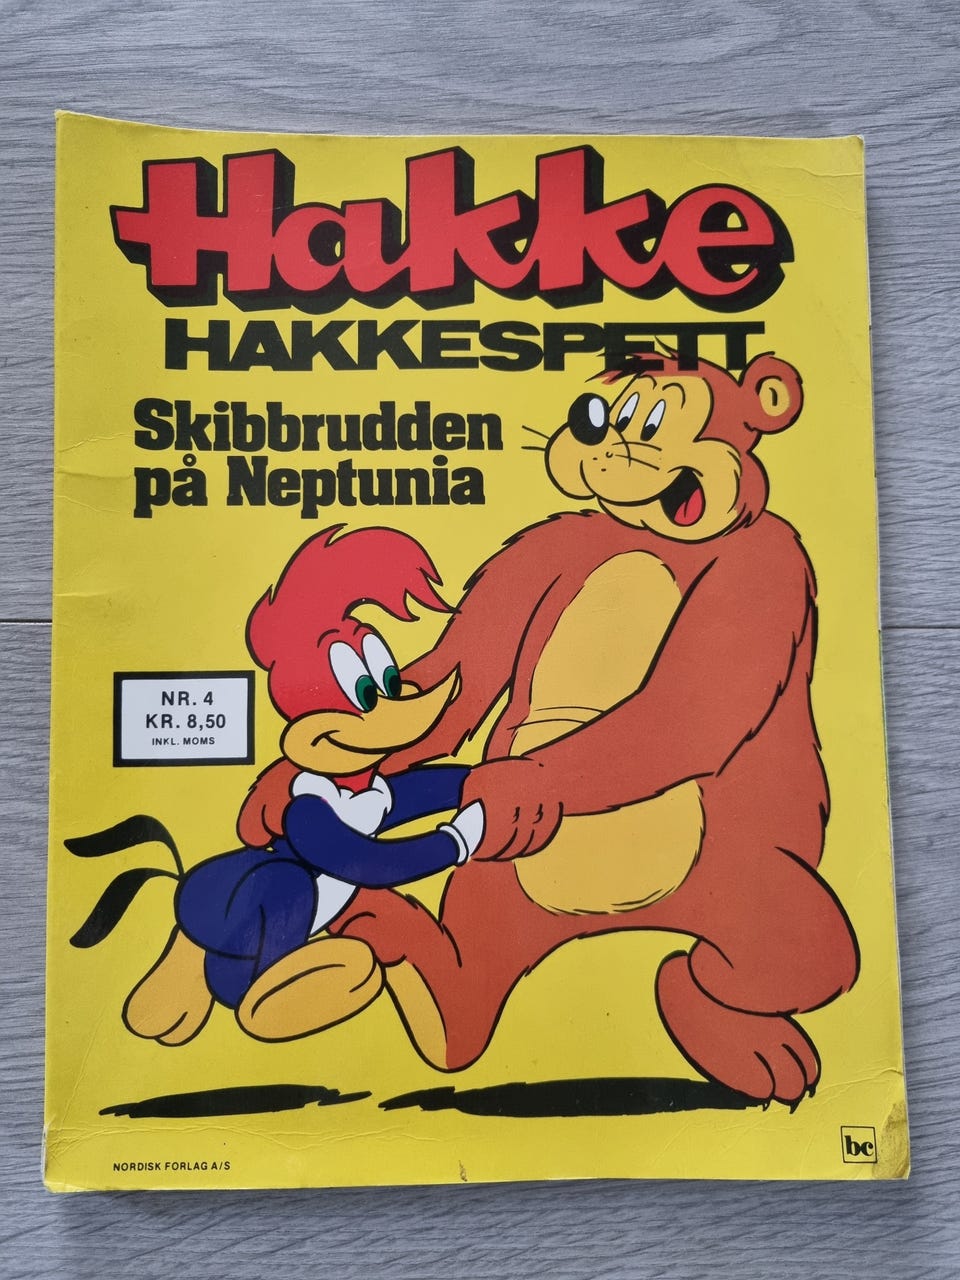 Hakke
HAKKESPETT
Skibbrudden
på Neptunia
NR. 4
KR. 8,50
INKL. MOMS
NORDISK FORLAG A/S
bc